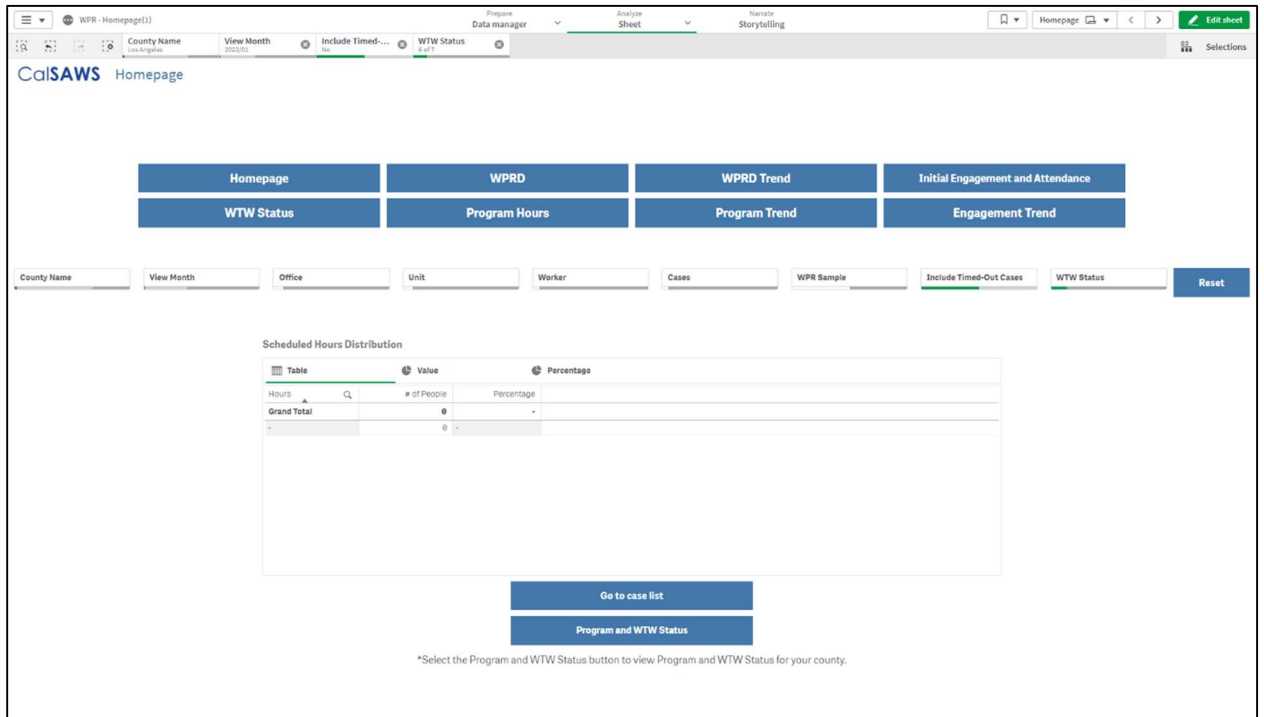 WPR - Homepage(1)
Prepare
Data manager
Analyze
Sheet
Narrate
Storytelling
Homepage
Edit sheet
County Name
Los Angeles
View Month
2022/01
Include Timed-...
No
WTW Status
6 of 7
Selections
CalSAWS Homepage
Homepage WPRD WPRD Trend Initial Engagement and Attendance
WTW Status Program Hours Program Trend Engagement Trend
County Name View Month Office Unit Worker Cases WPR Sample Include Timed-Out Cases WTW Status Reset
Scheduled Hours Distribution
Table Value Percentage
Hours # of People Percentage
Grand Total 0 -
- 0 -
Go to case list
Program and WTW Status
*Select the Program and WTW Status button to view Program and WTW Status for your county.